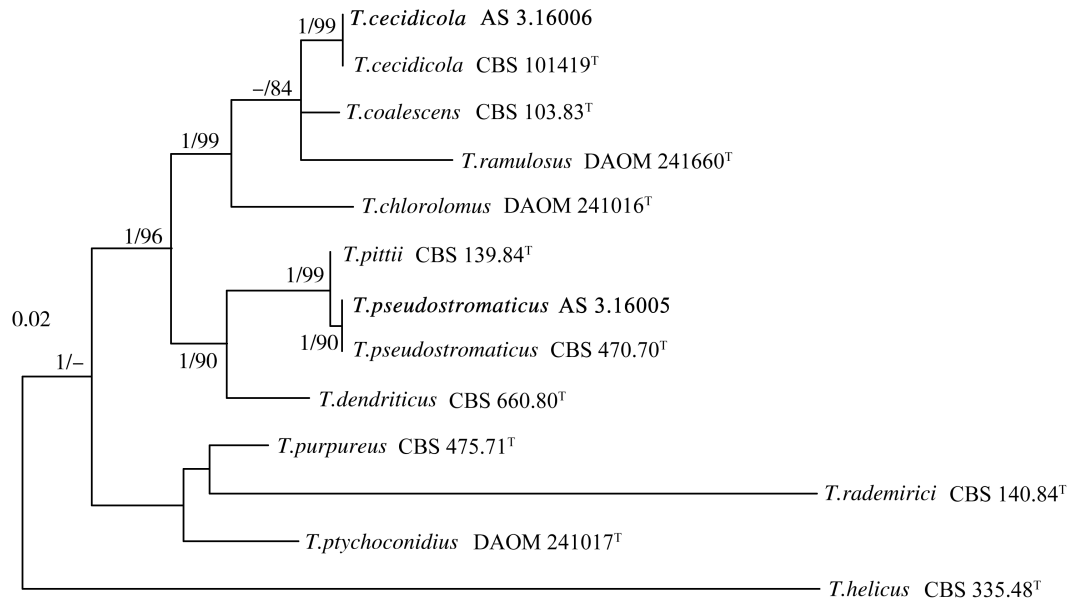 1/99 T.cecidicola AS 3.16006
T.cecidicola CBS 101419ᵀ
–/84
T.coalescens CBS 103.83ᵀ
1/99
T.ramulosus DAOM 241660ᵀ
T.chlorolomus DAOM 241016ᵀ
1/96
T.pittii CBS 139.84ᵀ
1/99
T.pseudostromaticus AS 3.16005
0.02
1/90 T.pseudostromaticus CBS 470.70ᵀ
1/–
1/90
T.dendriticus CBS 660.80ᵀ
T.purpureus CBS 475.71ᵀ
T.rademirici CBS 140.84ᵀ
T.ptychoconidius DAOM 241017ᵀ
T.helicus CBS 335.48ᵀ